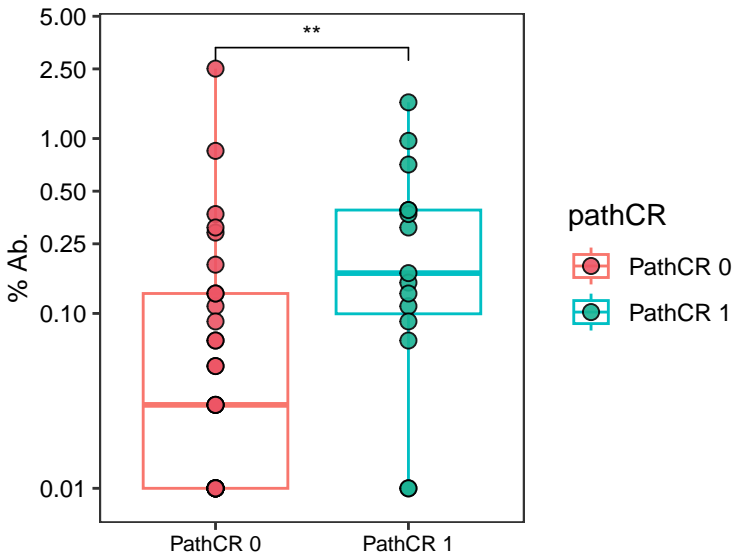 5.00
2.50
1.00
0.50
0.25
0.10
0.01
% Ab.
**
PathCR 0
PathCR 1
pathCR
PathCR 0
PathCR 1